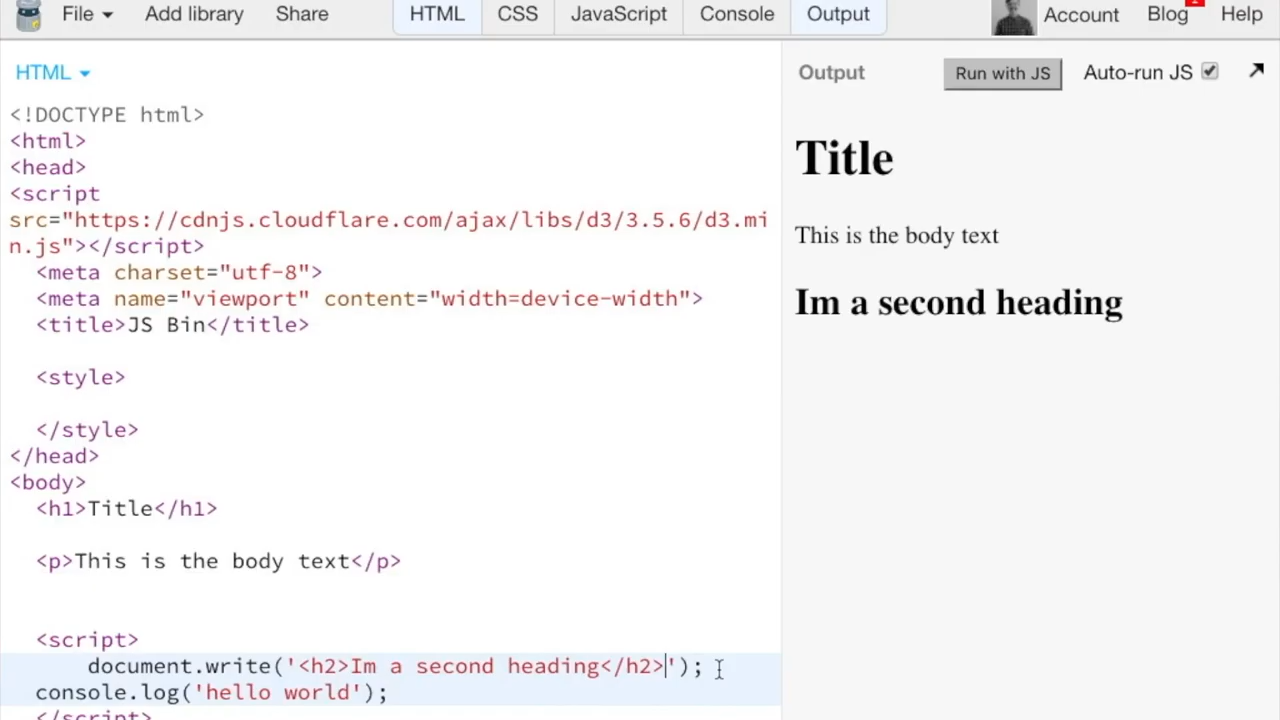 File Add library Share HTML CSS JavaScript Console Output Account Blog 1 Help
HTML
Output Run with JS Auto-run JS
<!DOCTYPE html>
<html>
<head>
<script
src="https://cdnjs.cloudflare.com/ajax/libs/d3/3.5.6/d3.mi
n.js"></script>
<meta charset="utf-8">
<meta name="viewport" content="width=device-width">
<title>JS Bin</title>
<style>
</style>
</head>
<body>
<h1>Title</h1>
<p>This is the body text</p>
<script>
document.write('<h2>Im a second heading</h2>');
console.log('hello world');
</script>
Title
This is the body text
Im a second heading